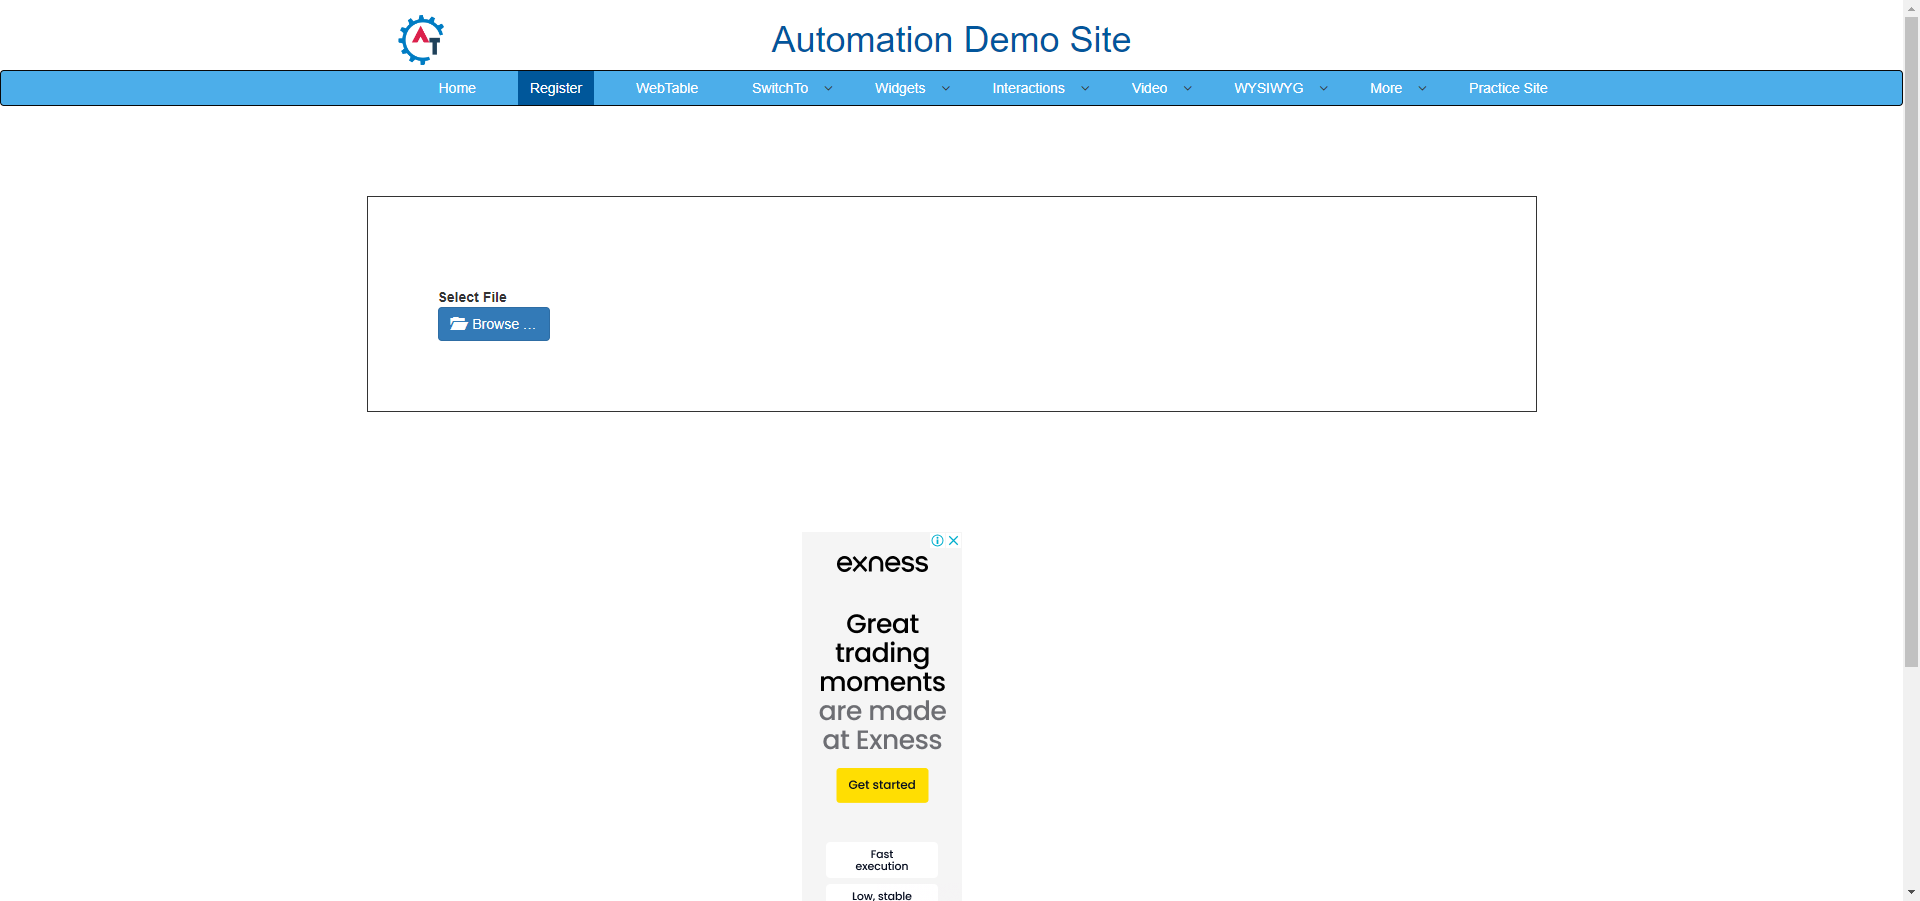 AT
Automation Demo Site
Home Register WebTable SwitchTo Widgets Interactions Video WYSIWYG More Practice Site
Select File
Browse ...
exness
Great
trading
moments
are made
at Exness
Get started
Fast
execution
Low, stable